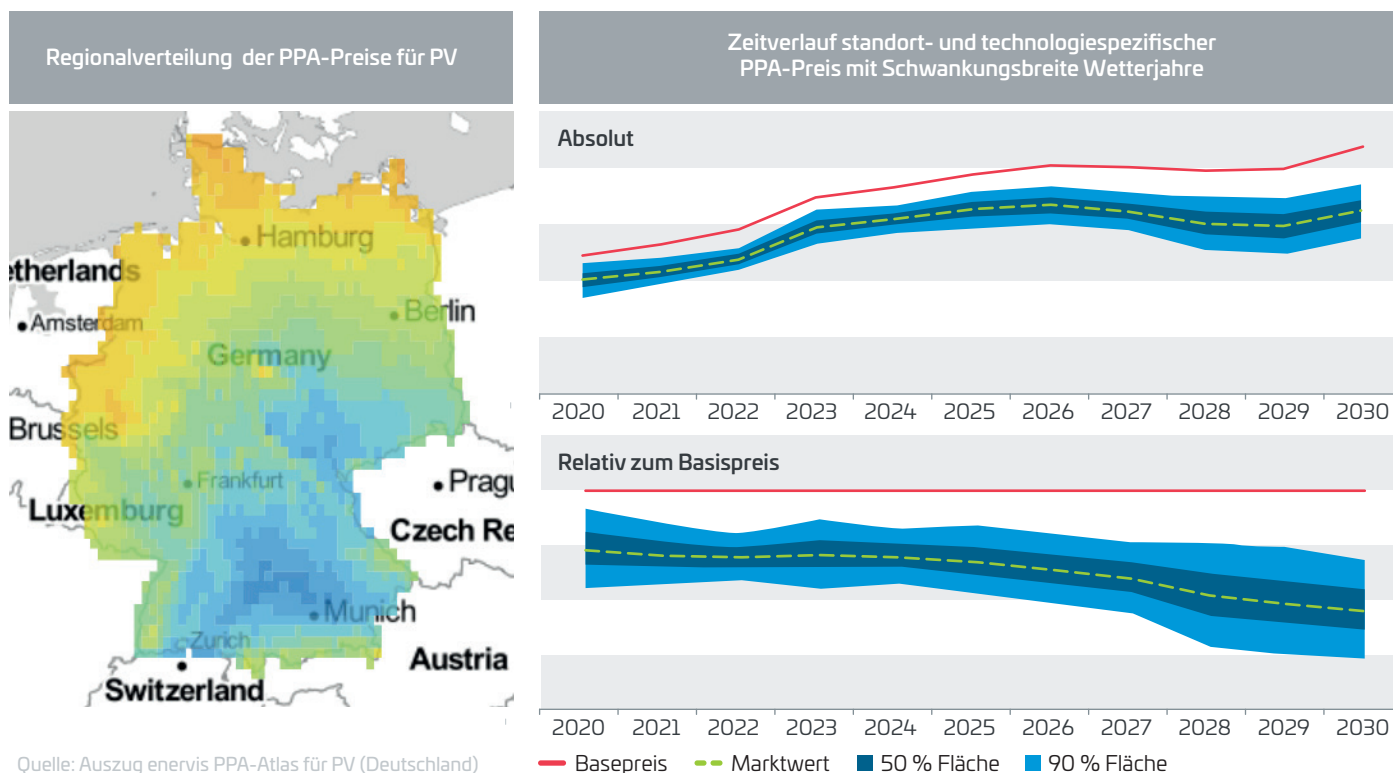 Regionalverteilung der PPA-Preise für PV
Hamburg
etherlands
Amsterdam
Berlin
Germany
Brussels
Frankfurt
Pragu
Luxemburg
Czech Re
Munich
Zurich
Austria
Switzerland
Quelle: Auszug enervis PPA-Atlas für PV (Deutschland)
Zeitverlauf standort- und technologiespezifischer
PPA-Preis mit Schwankungsbreite Wetterjahre
Absolut
2020 2021 2022 2023 2024 2025 2026 2027 2028 2029 2030
Relativ zum Basispreis
2020 2021 2022 2023 2024 2025 2026 2027 2028 2029 2030
Basepreis Marktwert 50 % Fläche 90 % Fläche